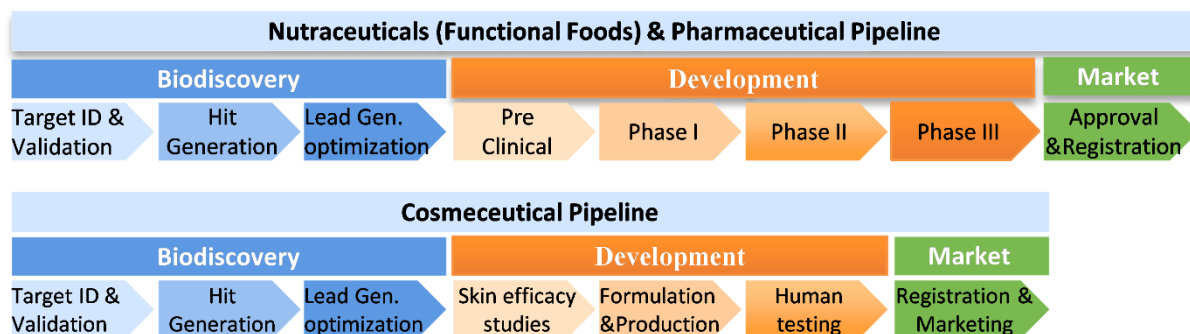 Nutraceuticals (Functional Foods) & Pharmaceutical Pipeline
Biodiscovery
Development
Market
Target ID &
Validation
Hit
Generation
Lead Gen.
optimization
Pre
Clinical
Phase I
Phase II
Phase III
Approval
&Registration
Cosmeceutical Pipeline
Biodiscovery
Development
Market
Target ID &
Validation
Hit
Generation
Lead Gen.
optimization
Skin efficacy
studies
Formulation
&Production
Human
testing
Registration &
Marketing